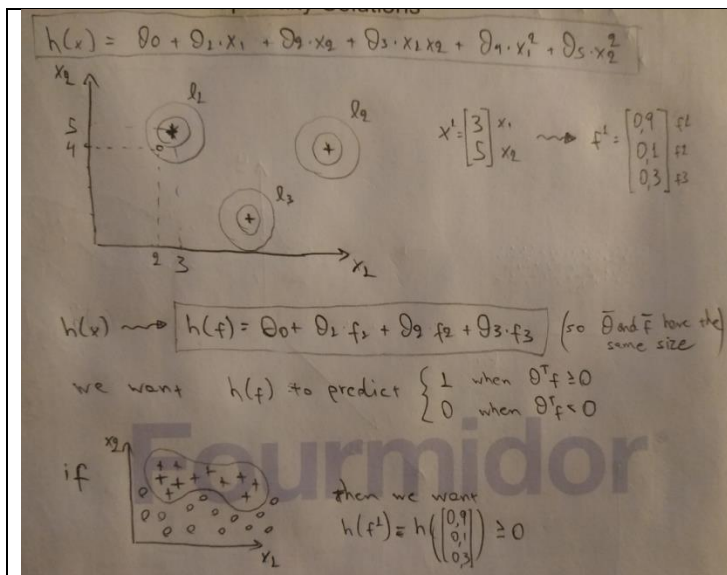 Solutions
h(x) = θ0 + θ1·x1 + θ2·x2 + θ3·x1x2 + θ4·x1² + θ5·x2²
x2
l1
l2
5
4
l3
2 3
x1
x¹ = [3 5] x1 x2 ⇝ f¹ = [0,9 0,1 0,3] f1 f2 f3
h(x) ⇝ h(f) = θ0 + θ1·f1 + θ2·f2 + θ3·f3 (so θ̄ and f̄ have the same size)
we want h(f) to predict { 1 when θᵀf ≥ 0
0 when θᵀf < 0
Fourmidor
if
x2
x1
then we want
h(f¹) = h([0,9 0,1 0,3]) ≥ 0